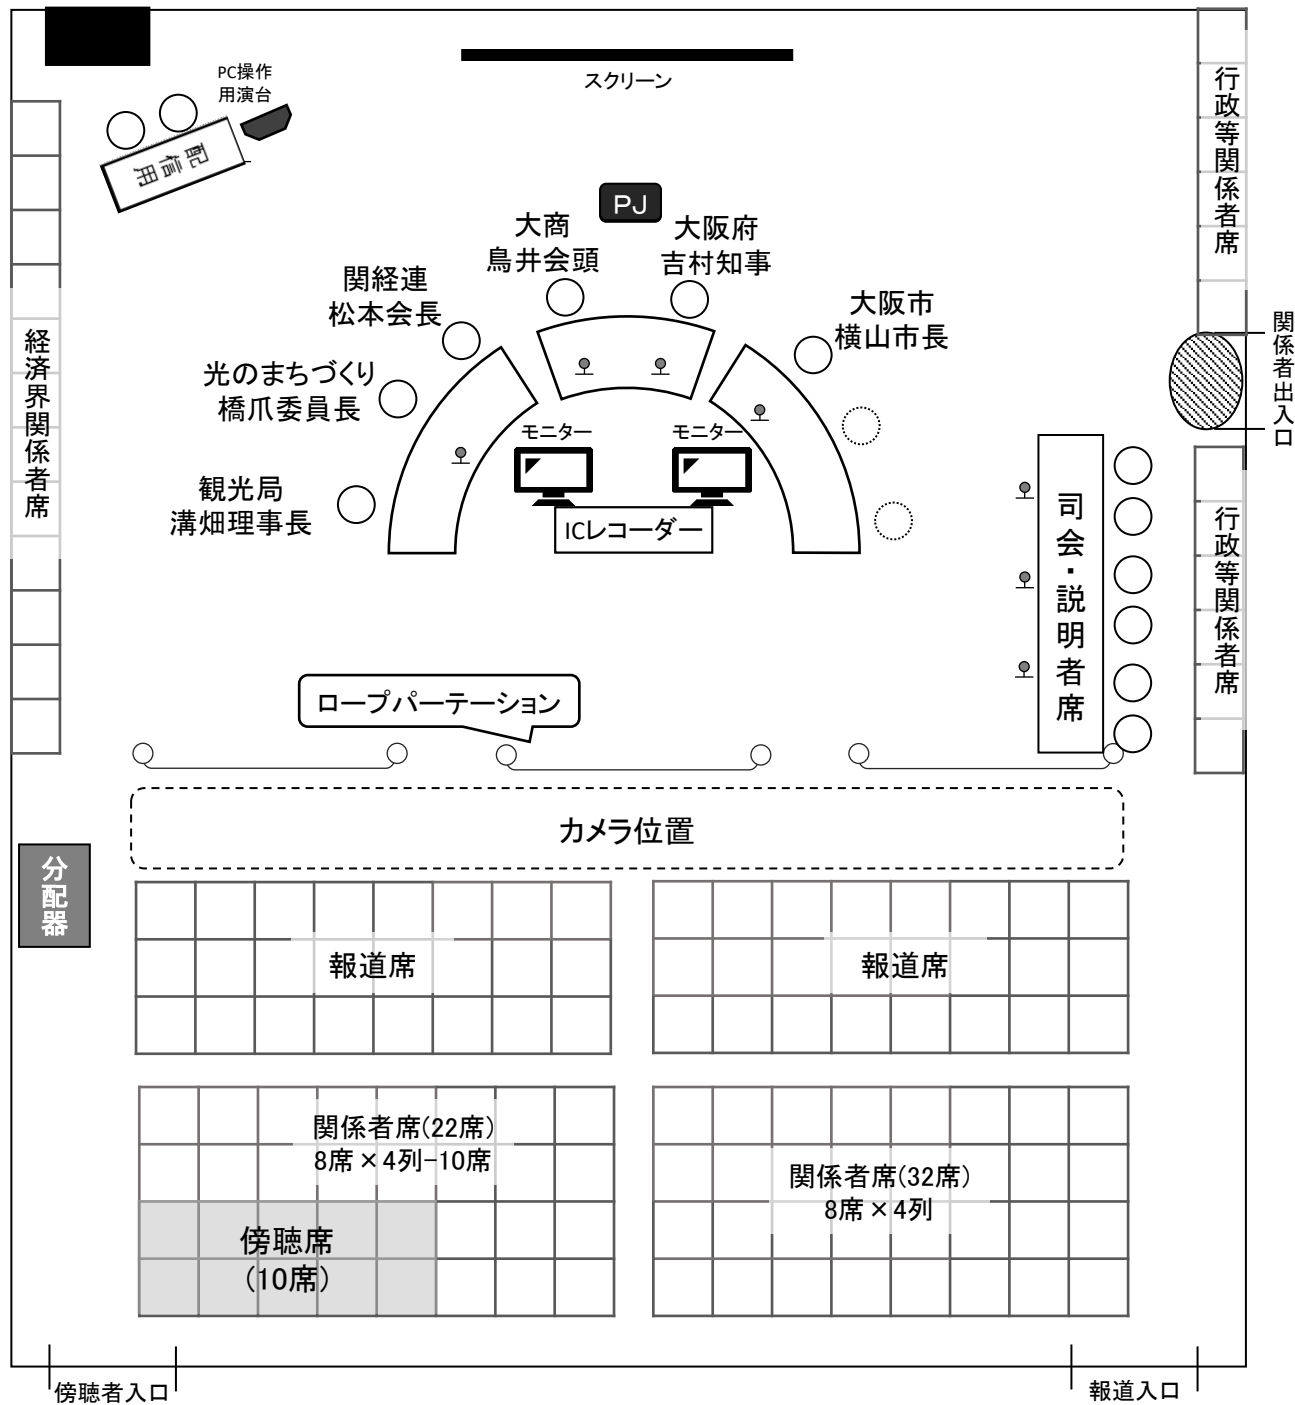 PC操作
用演台
スクリーン
配信用
PJ
大商
鳥井会頭
大阪府
吉村知事
関経連
松本会長
大阪市
横山市長
光のまちづくり
橋爪委員長
観光局
溝畑理事長
モニター
モニター
ICレコーダー
行政等関係者席
関係者出入口
経済界関係者席
司会・説明者席
行政等関係者席
ロープパーテーション
カメラ位置
分配器
報道席
報道席
関係者席(22席)
8席×4列-10席
関係者席(32席)
8席×4列
傍聴席
(10席)
傍聴者入口
報道入口